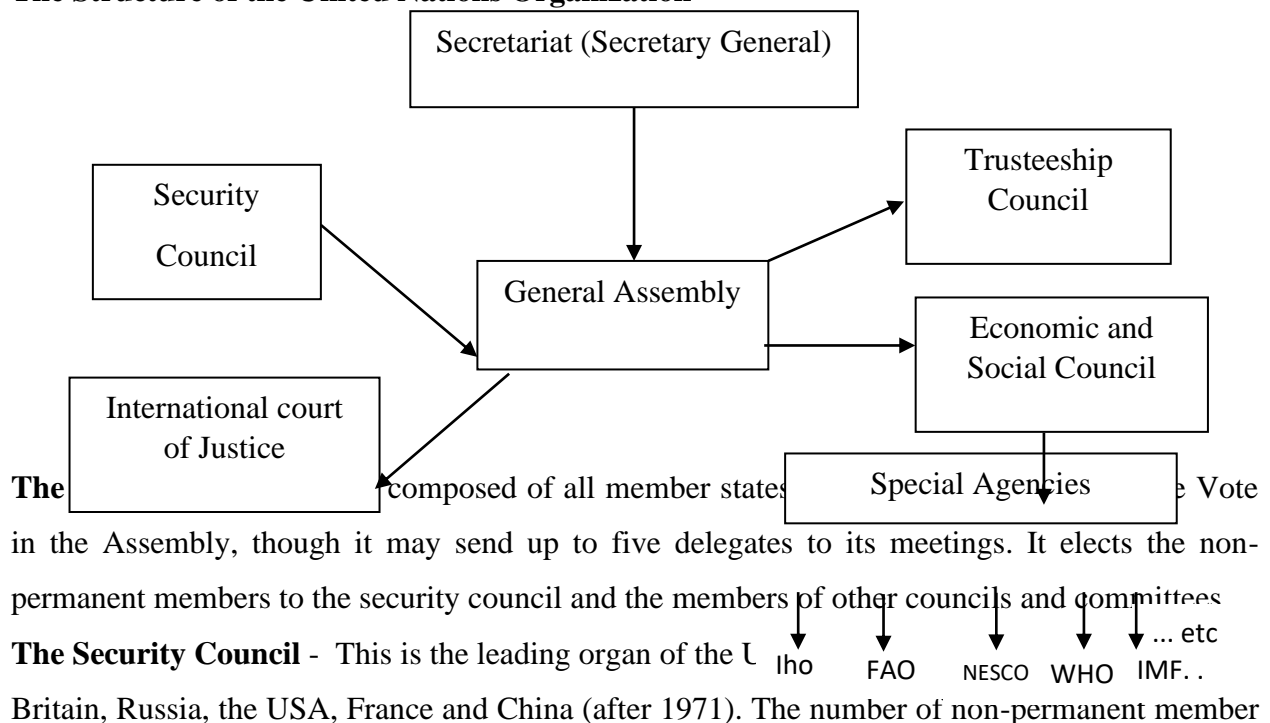 The Structure of the United Nations Organization
Secretariat (Secretary General)
Trusteeship
Council
Security
Council
General Assembly
Economic and
Social Council
International court
of Justice
Special Agencies
The composed of all member states e Vote
in the Assembly, though it may send up to five delegates to its meetings. It elects the non-
permanent members to the security council and the members of other councils and committees
... etc
The Security Council - This is the leading organ of the U
Iho FAO NESCO WHO IMF. .
Britain, Russia, the USA, France and China (after 1971). The number of non-permanent member